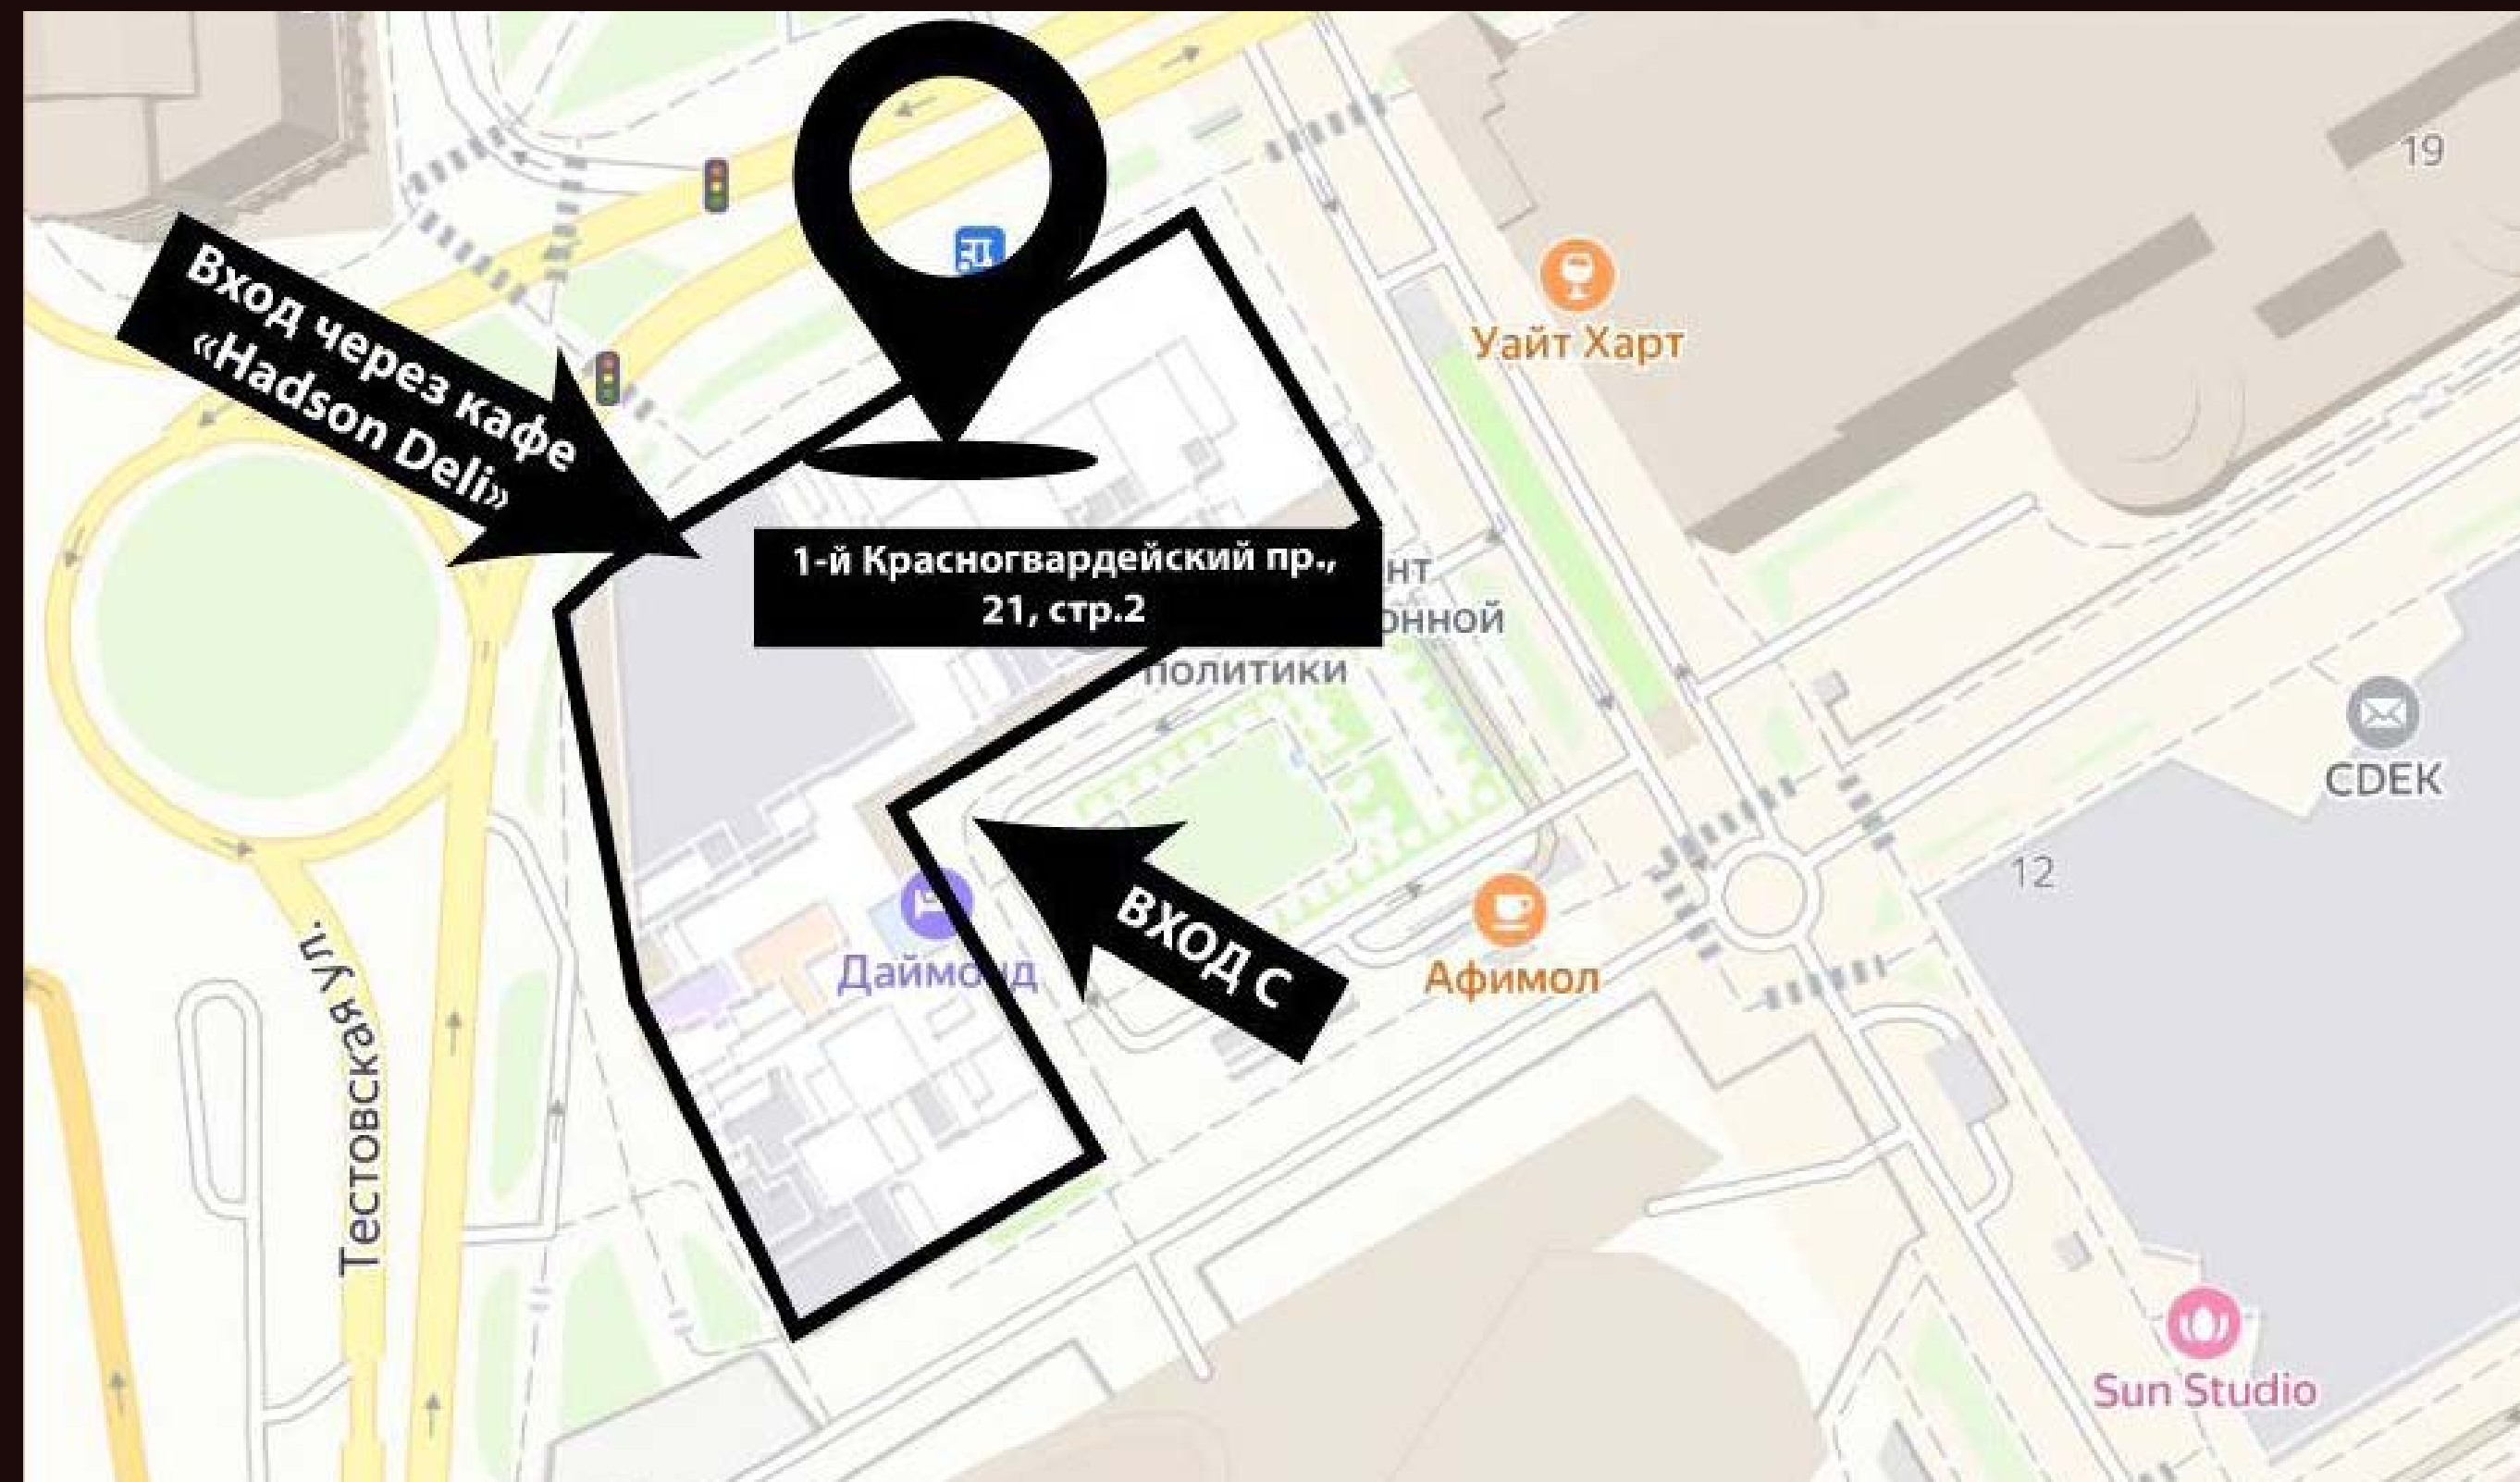 19
Вход через кафе
«Hadson Deli»
Уайт Харт
1-й Красногвардейский пр.,
21, стр.2
нт
онной
политики
CDEK
12
Даймонд
ВХОД С
Афимол
Тестовская ул.
Sun Studio